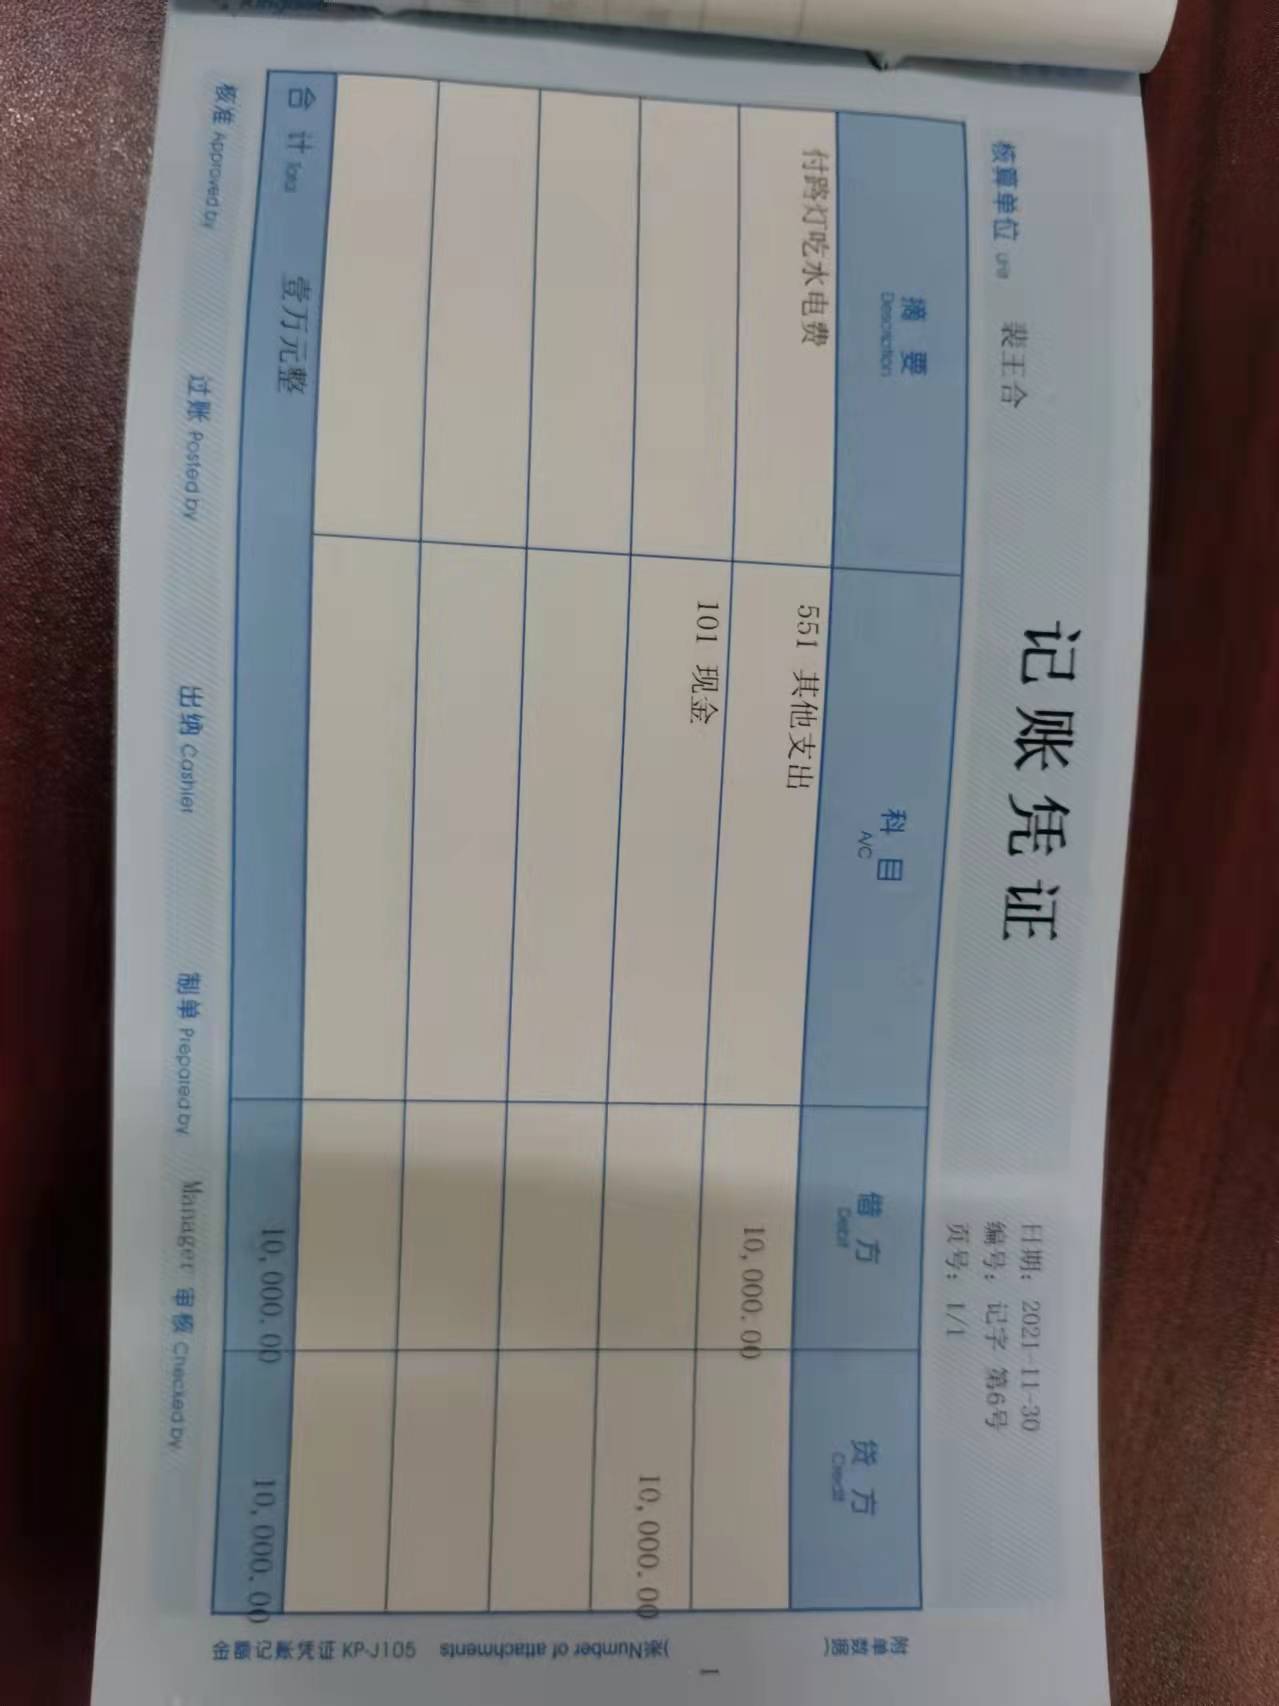 记账凭证
核算单位 Unit 裴王合
日期：2021-11-30
编号：记字 第6号
页号：1/1
摘要 Description 科目 A/C 借方 Debit 贷方 Credit
付路灯吃水电费 551 其他支出 10,000.00
101 现金 10,000.00
合计 Total 壹万元整 10,000.00 10,000.00
核准 Approved by 过账 Posted by 出纳 Cashier 制单 Prepared by Manager 审核 Checked by
附单数据( 1 )张Number of attachments
金额记账凭证 KP-J105